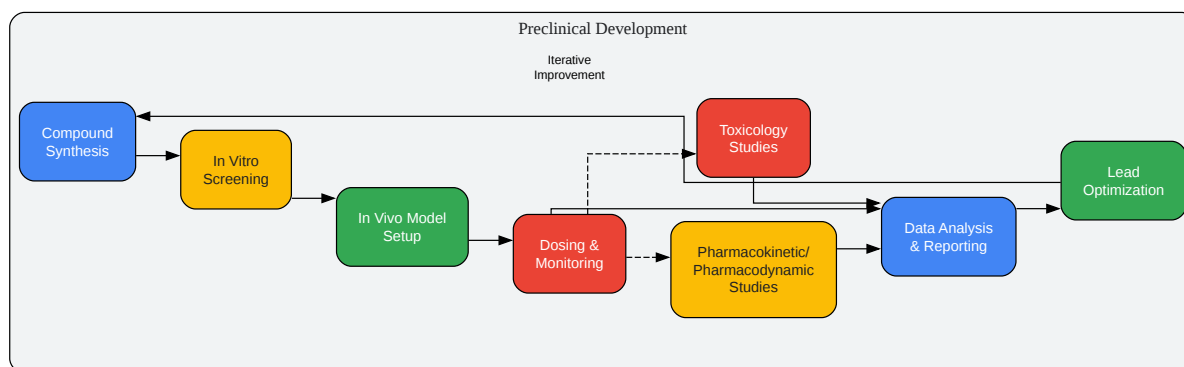 Preclinical Development
Iterative
Improvement
Compound
Synthesis
In Vitro
Screening
In Vivo Model
Setup
Dosing &
Monitoring
Toxicology
Studies
Pharmacokinetic/
Pharmacodynamic
Studies
Data Analysis
& Reporting
Lead
Optimization